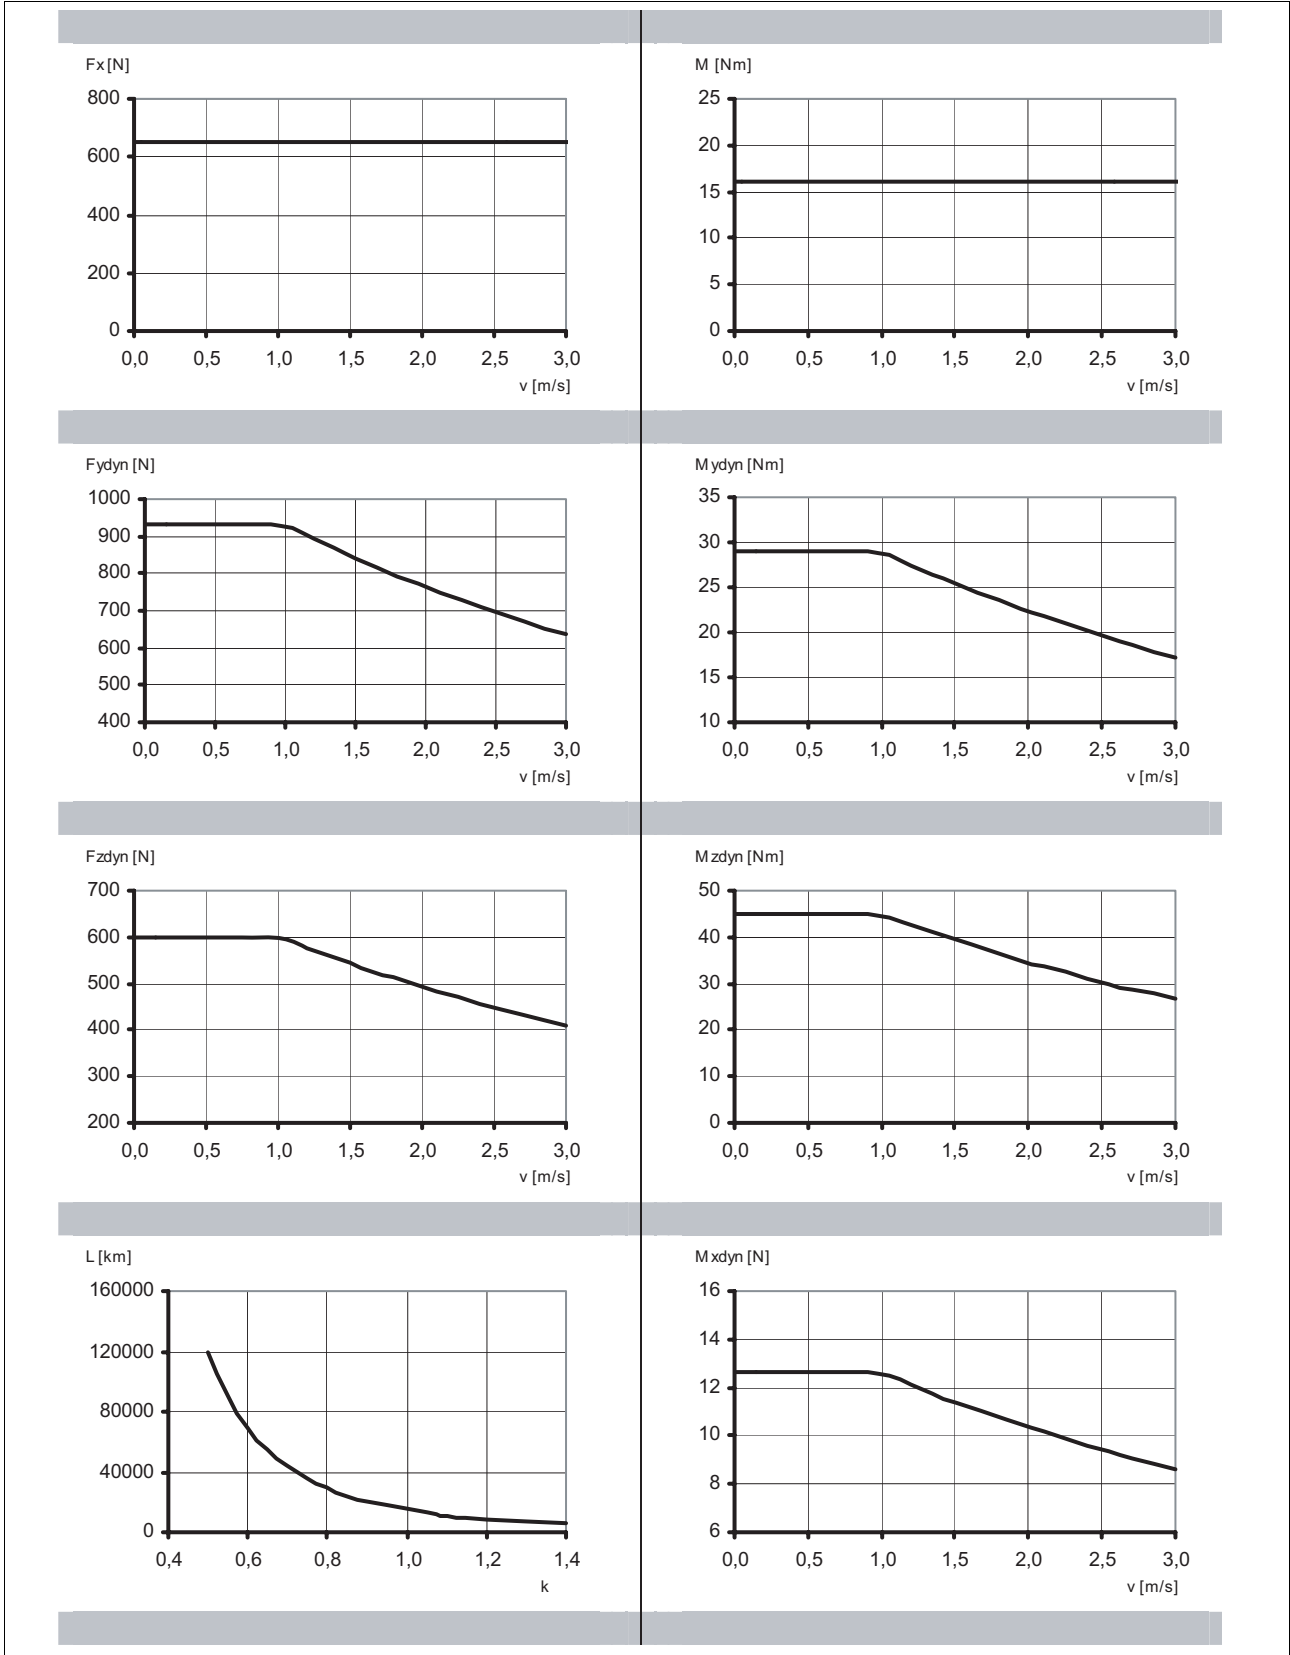 Fx [N]
800
600
400
200
0
0,0 0,5 1,0 1,5 2,0 2,5 3,0
v [m/s]
M [Nm]
25
20
15
10
5
0
0,0 0,5 1,0 1,5 2,0 2,5 3,0
v [m/s]
Fydyn [N]
1000
900
800
700
600
500
400
0,0 0,5 1,0 1,5 2,0 2,5 3,0
v [m/s]
Mydyn [Nm]
35
30
25
20
15
10
0,0 0,5 1,0 1,5 2,0 2,5 3,0
v [m/s]
Fzdyn [N]
700
600
500
400
300
200
0,0 0,5 1,0 1,5 2,0 2,5 3,0
v [m/s]
Mzdyn [Nm]
50
40
30
20
10
0
0,0 0,5 1,0 1,5 2,0 2,5 3,0
v [m/s]
L [km]
160000
120000
80000
40000
0
0,4 0,6 0,8 1,0 1,2 1,4
k
Mxdyn [N]
16
14
12
10
8
6
0,0 0,5 1,0 1,5 2,0 2,5 3,0
v [m/s]